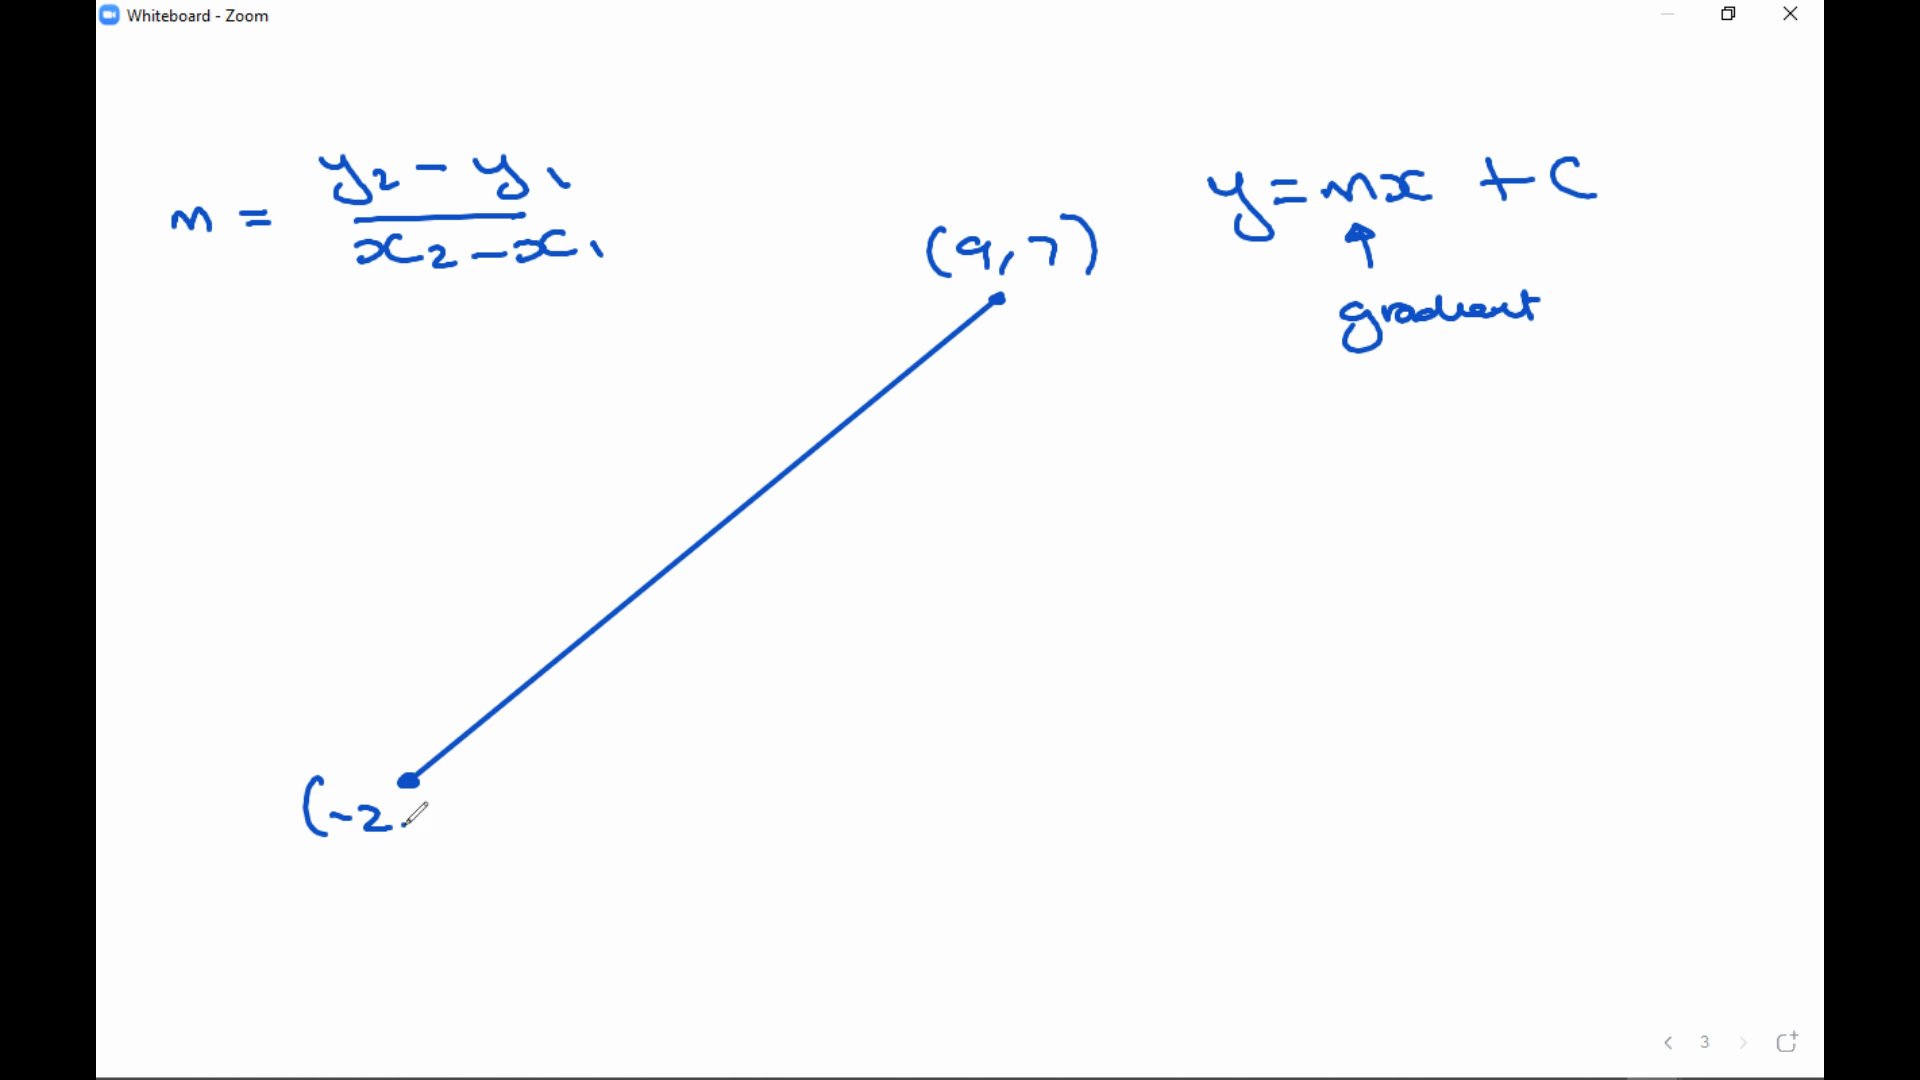 Whiteboard - Zoom
m = y₂ - y₁ / x₂ - x₁
y = mx + c
(9, 7)
gradient
(-2,
3